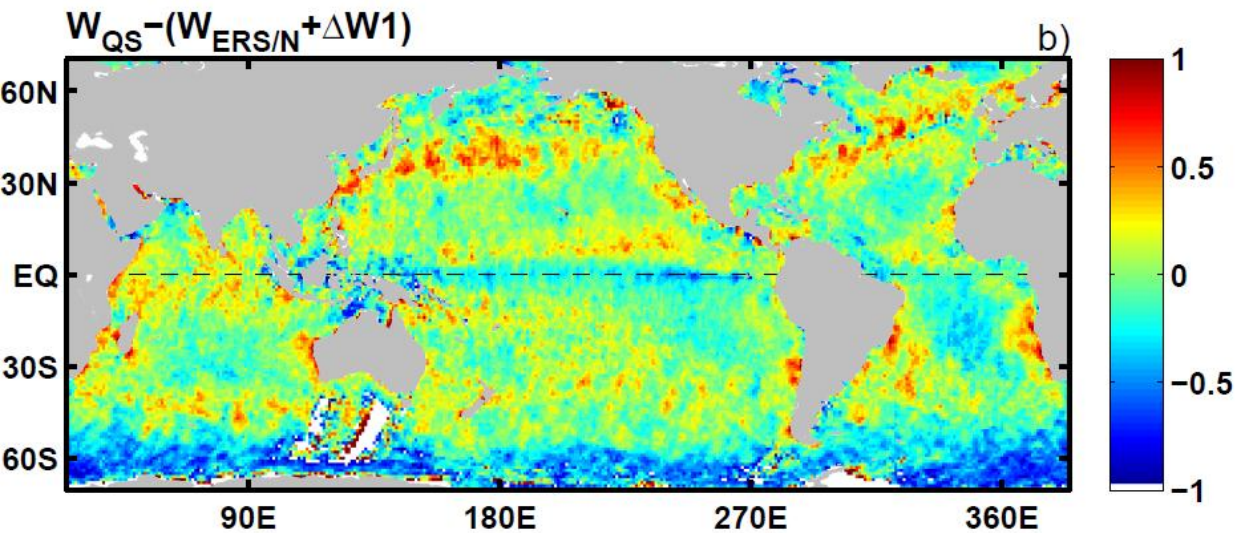 W_QS−(W_ERS/N+ΔW1)
b)
60N
30N
EQ
30S
60S
90E
180E
270E
360E
1
0.5
0
−0.5
−1